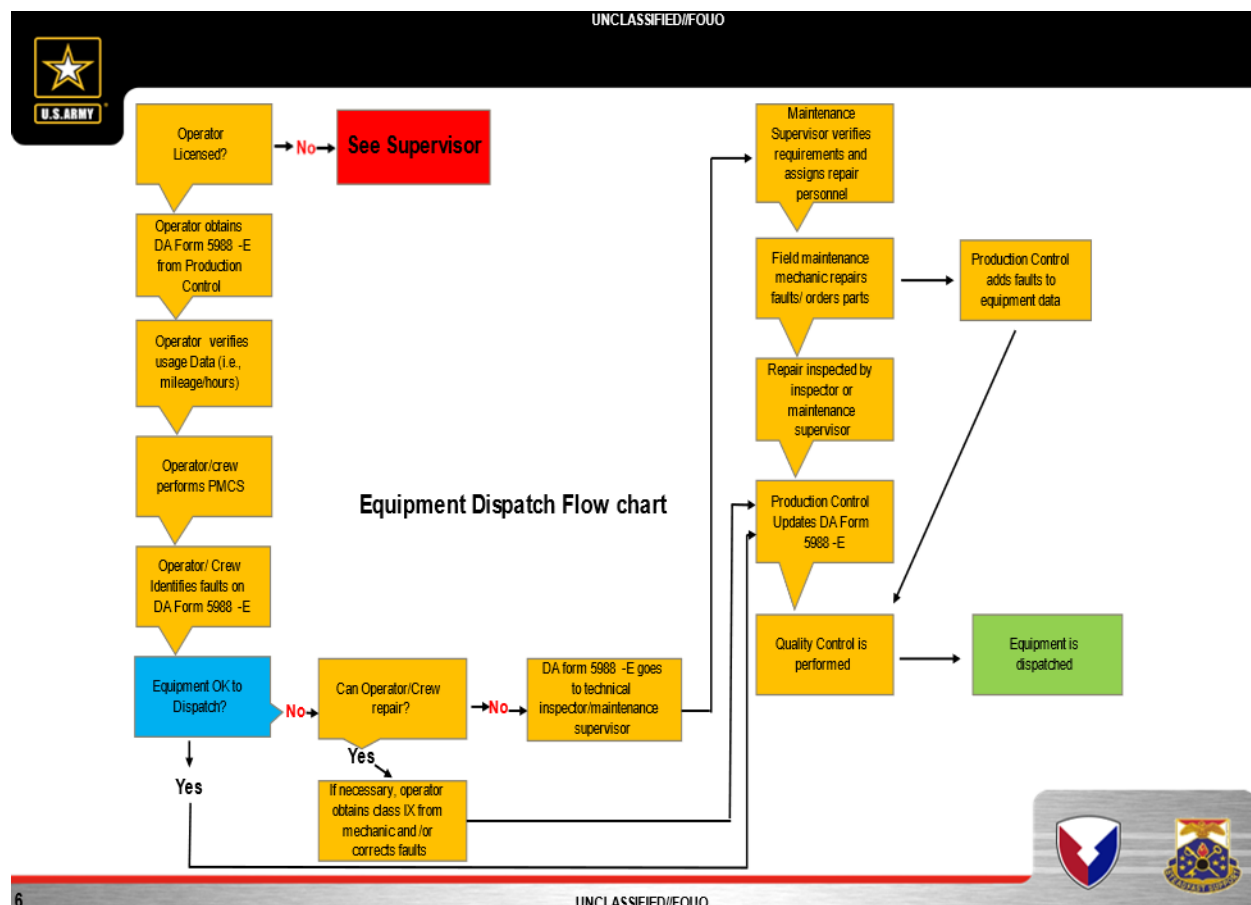 UNCLASSIFIED//FOUO
U.S.ARMY
Operator
Licensed?
No
See Supervisor
Operator obtains
DA Form 5988 -E
from Production
Control
Operator verifies
usage Data (i.e.,
mileage/hours)
Operator/crew
performs PMCS
Operator/ Crew
Identifies faults on
DA Form 5988 -E
Equipment OK to
Dispatch?
No
Yes
Can Operator/Crew
repair?
No
Yes
If necessary, operator
obtains class IX from
mechanic and /or
corrects faults
DA form 5988 -E goes
to technical
inspector/maintenance
supervisor
Equipment Dispatch Flow chart
Maintenance
Supervisor verifies
requirements and
assigns repair
personnel
Field maintenance
mechanic repairs
faults/ orders parts
Production Control
adds faults to
equipment data
Repair inspected by
inspector or
maintenance
supervisor
Production Control
Updates DA Form
5988 -E
Quality Control is
performed
Equipment is
dispatched
STEADFAST SUPPORT
6
UNCLASSIFIED//FOUO